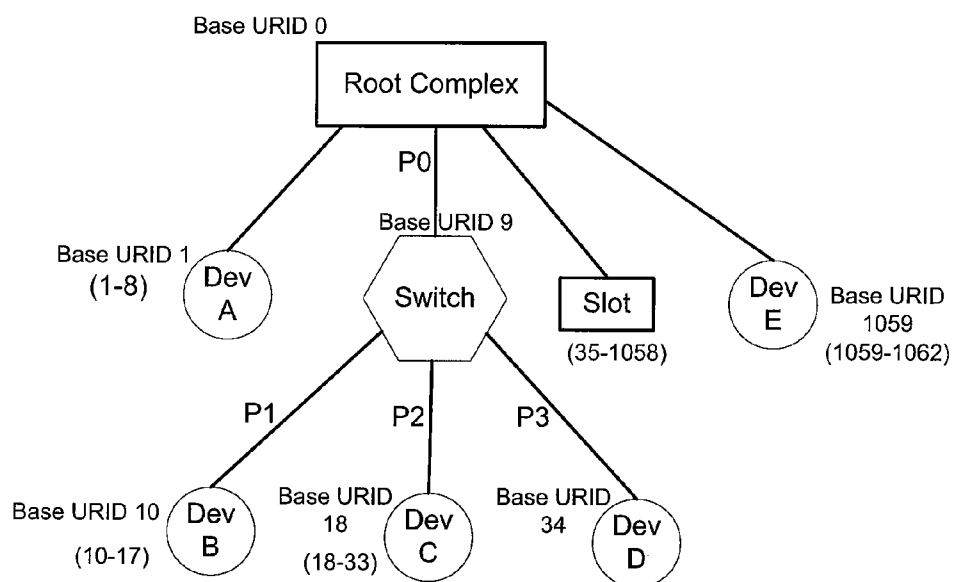 Base URID 0
Root Complex
P0
Base URID 9
Base URID 1
(1-8)
Dev
A
Switch
Slot
(35-1058)
Dev
E
Base URID
1059
(1059-1062)
P1
P2
P3
Base URID 10
(10-17)
Dev
B
Base URID
18
(18-33)
Dev
C
Base URID
34
Dev
D